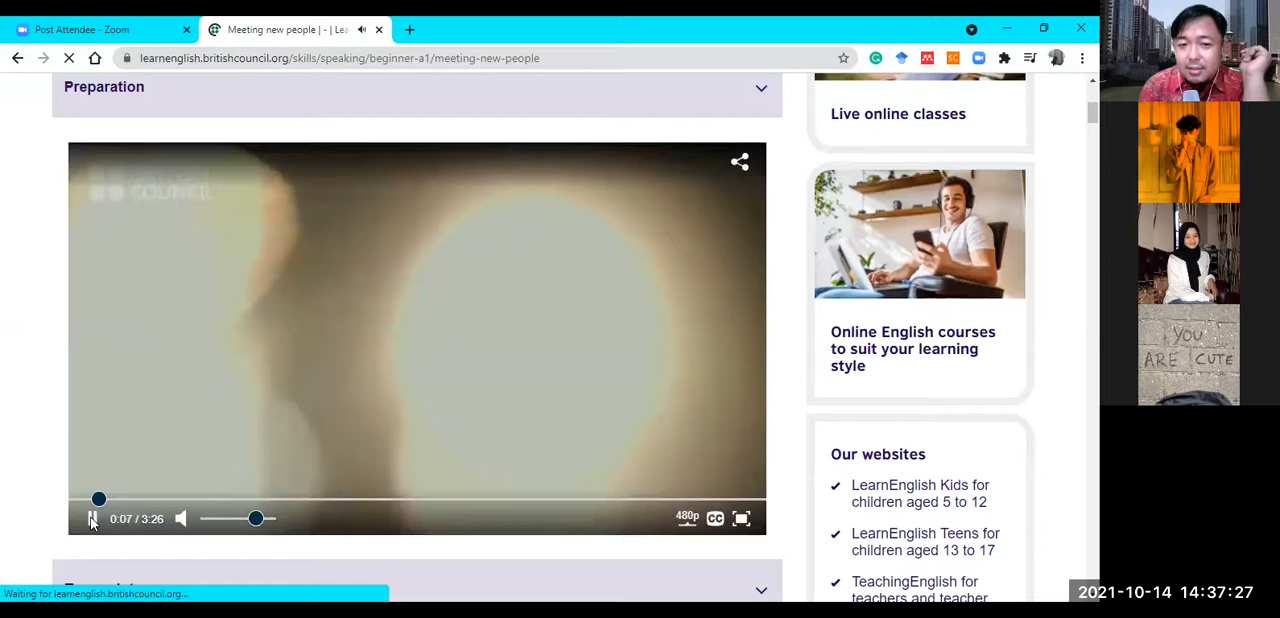 Post Attendee - Zoom
Meeting new people | - | Lea
learnenglish.britishcouncil.org/skills/speaking/beginner-a1/meeting-new-people
Preparation
COUNCIL
0:07 / 3:26
480p
CC
Live online classes
Online English courses
to suit your learning
style
Our websites
LearnEnglish Kids for
children aged 5 to 12
LearnEnglish Teens for
children aged 13 to 17
TeachingEnglish for
teachers and teacher
Waiting for learnenglish.britishcouncil.org...
YOU
ARE CUTE
2021-10-14 14:37:27